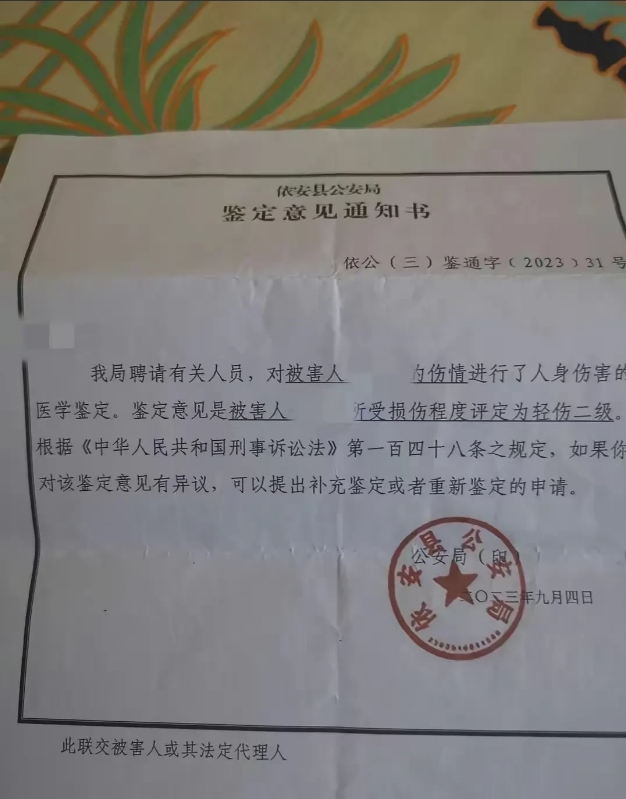 依安县公安局
鉴定意见通知书
依公（三）鉴通字﹝2023﹞31号
我局聘请有关人员，对被害人 的伤情进行了人身伤害的
医学鉴定。鉴定意见是被害人 所受损伤程度评定为轻伤二级。
根据《中华人民共和国刑事诉讼法》第一百四十八条之规定，如果你
对该鉴定意见有异议，可以提出补充鉴定或者重新鉴定的申请。
公安局（印）
依安县公安局
二〇二三年九月四日
此联交被害人或其法定代理人